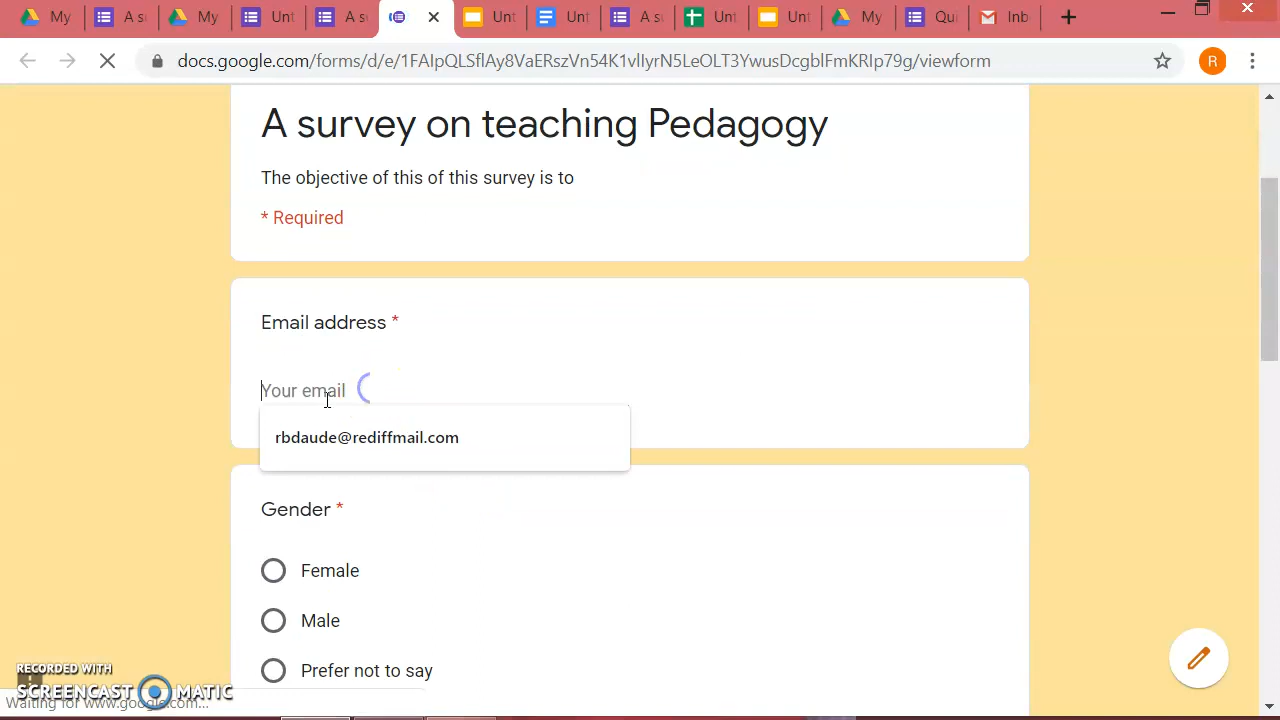 My
A su
My
Unt
A su
Unt
Unt
A su
Unt
Unt
My
Que
Inb
docs.google.com/forms/d/e/1FAIpQLSflAy9VaERszVn54K1vlIyrN5LeOLT3YwusDcgblFmKRIp79g/viewform
R
A survey on teaching Pedagogy
The objective of this of this survey is to
* Required
Email address *
Your email
rbdaude@rediffmail.com
Gender *
Female
Male
Prefer not to say
RECORDED WITH
SCREENCAST MATIC
Waiting for www.google.com...